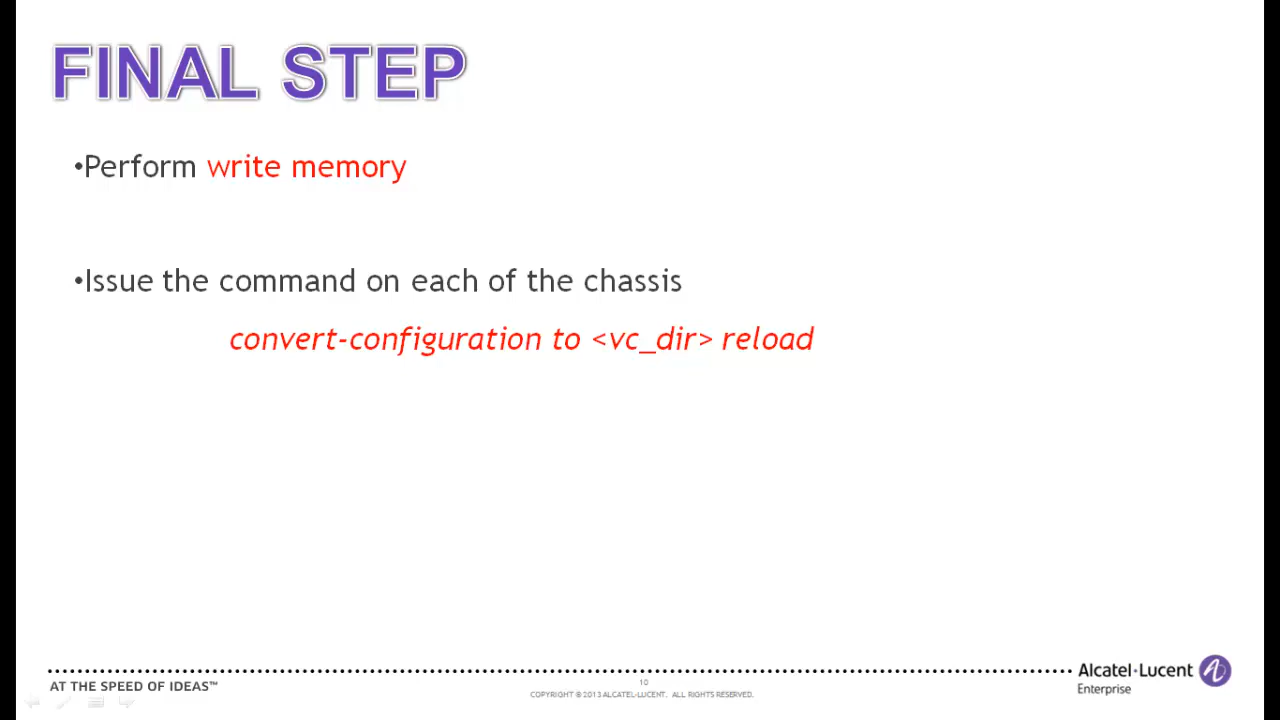 FINAL STEP
•Perform write memory
•Issue the command on each of the chassis
convert-configuration to <vc_dir> reload
AT THE SPEED OF IDEAS™
10
COPYRIGHT © 2013 ALCATEL-LUCENT. ALL RIGHTS RESERVED.
Alcatel·Lucent
Enterprise